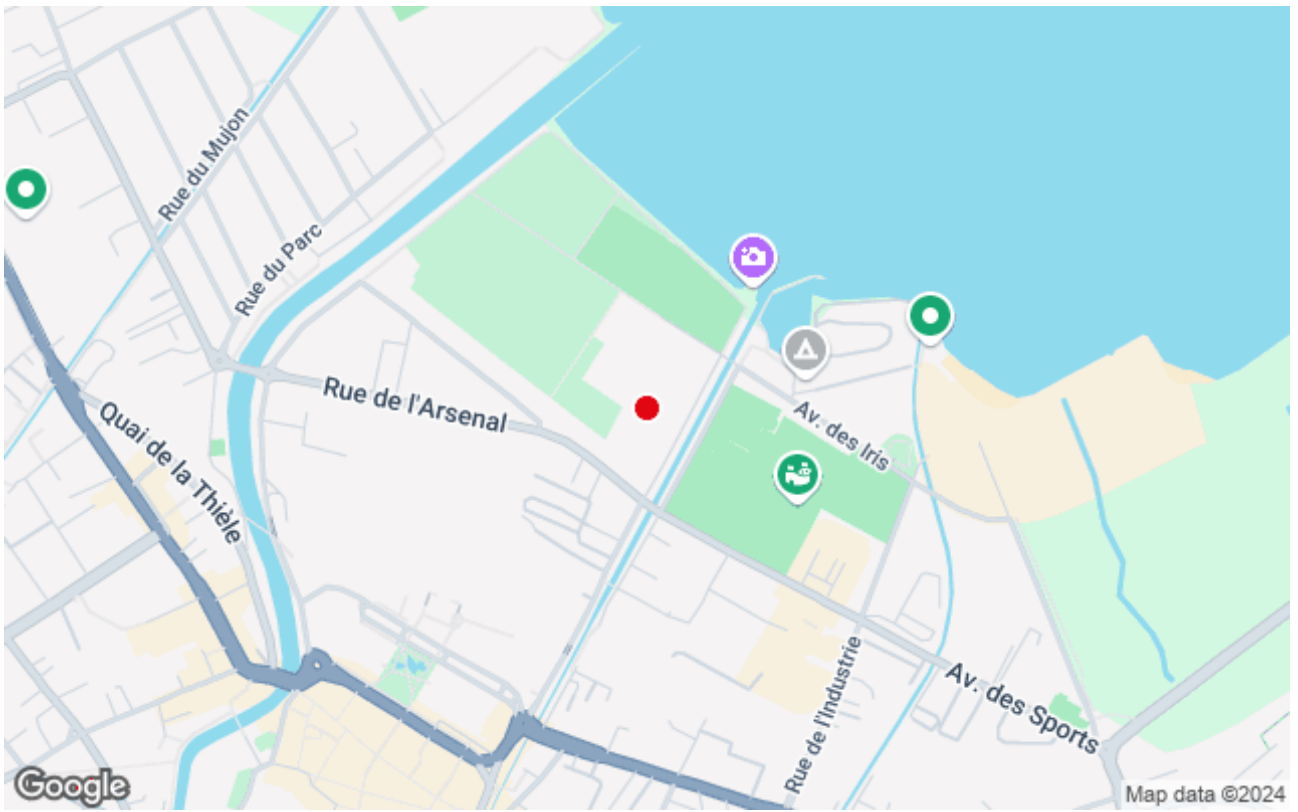 Rue du Mujon
Rue du Parc
Rue de l'Arsenal
Quai de la Thièle
Av. des Iris
Rue de l'Industrie
Av. des Sports
Google
Map data ©2024